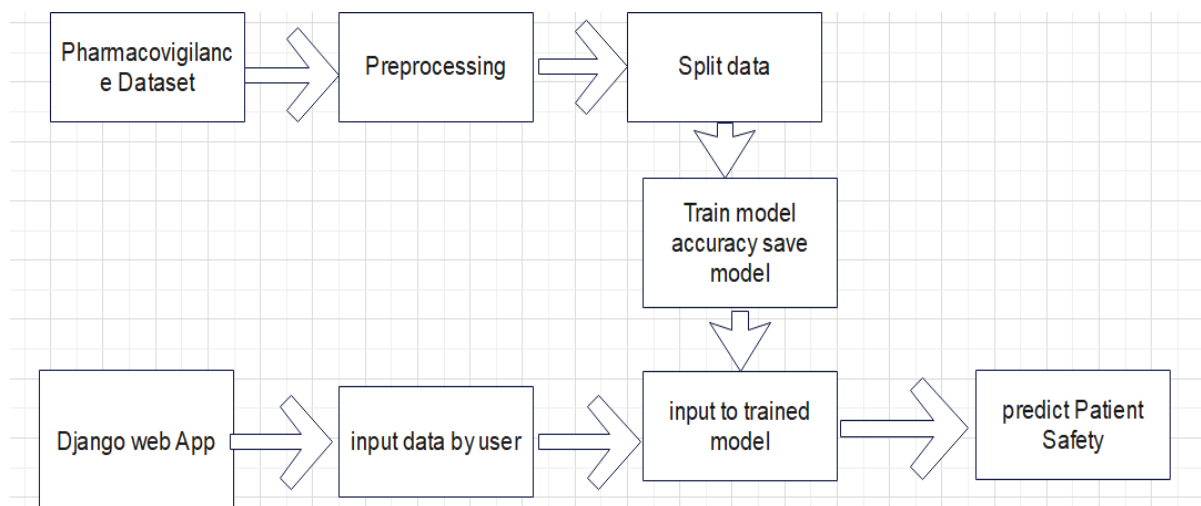 Pharmacovigilanc
e Dataset
Preprocessing
Split data
Train model
accuracy save
model
Django web App
input data by user
input to trained
model
predict Patient
Safety